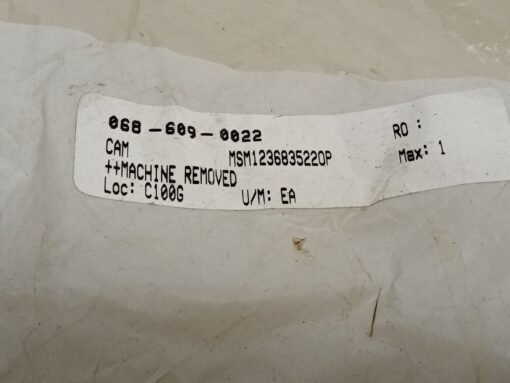 068-609-0022 RO :
CAM MSM1236835220P Max: 1
++MACHINE REMOVED
Loc: C100G U/M: EA